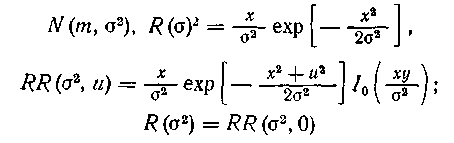 N (m, σ²), R (σ)² = x/σ² exp [ − x²/2σ² ] ,
RR (σ², u) = x/σ² exp [ − x² + u²/2σ² ] I₀ ( xy/σ² ) ;
R (σ²) = RR (σ², 0)